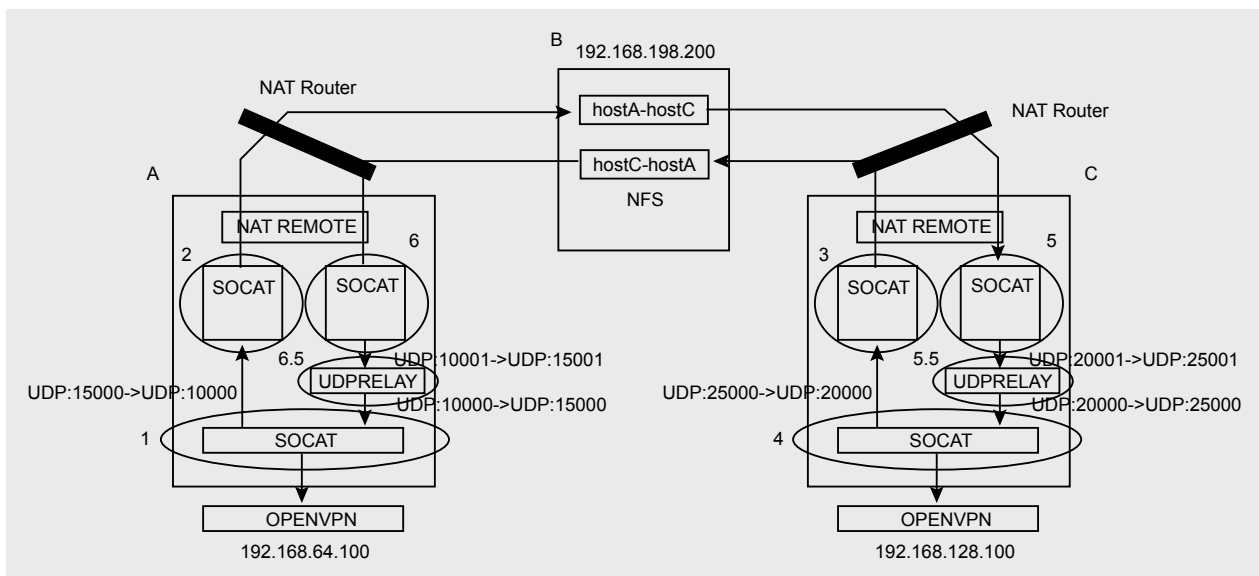 B
192.168.198.200
NAT Router
hostA-hostC
NAT Router
hostC-hostA
NFS
A
NAT REMOTE
2
6
SOCAT
SOCAT
6.5
UDP:10001->UDP:15001
UDPRELAY
UDP:15000->UDP:10000
UDP:10000->UDP:15000
1
SOCAT
OPENVPN
192.168.64.100
C
NAT REMOTE
3
5
SOCAT
SOCAT
5.5
UDP:20001->UDP:25001
UDPRELAY
UDP:25000->UDP:20000
UDP:20000->UDP:25000
4
SOCAT
OPENVPN
192.168.128.100